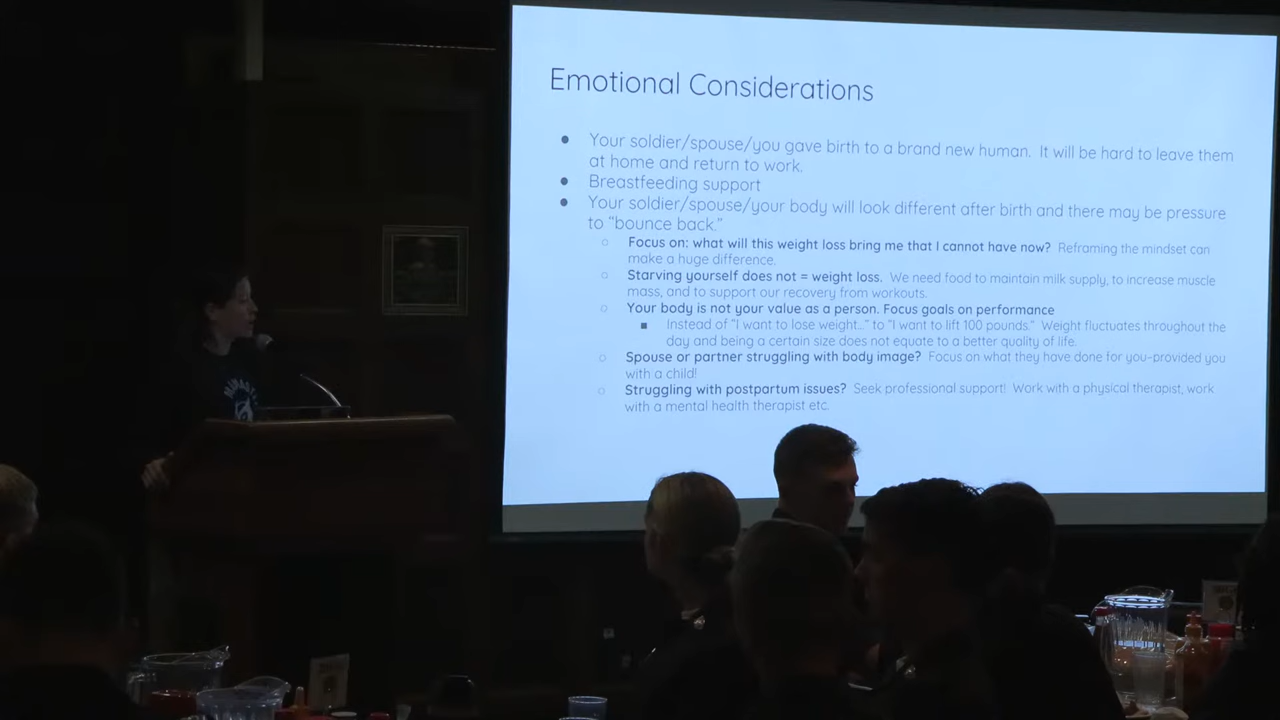 Emotional Considerations
● Your soldier/spouse/you gave birth to a brand new human. It will be hard to leave them
at home and return to work.
● Breastfeeding support
● Your soldier/spouse/your body will look different after birth and there may be pressure
to “bounce back.”
○ Focus on: what will this weight loss bring me that I cannot have now? Reframing the mindset can
make a huge difference.
○ Starving yourself does not = weight loss. We need food to maintain milk supply, to increase muscle
mass, and to support our recovery from workouts.
○ Your body is not your value as a person. Focus goals on performance
■ Instead of “I want to lose weight...” to “I want to lift 100 pounds.” Weight fluctuates throughout the
day and being a certain size does not equate to a better quality of life.
○ Spouse or partner struggling with body image? Focus on what they have done for you-provided you
with a child!
○ Struggling with postpartum issues? Seek professional support! Work with a physical therapist, work
with a mental health therapist etc.